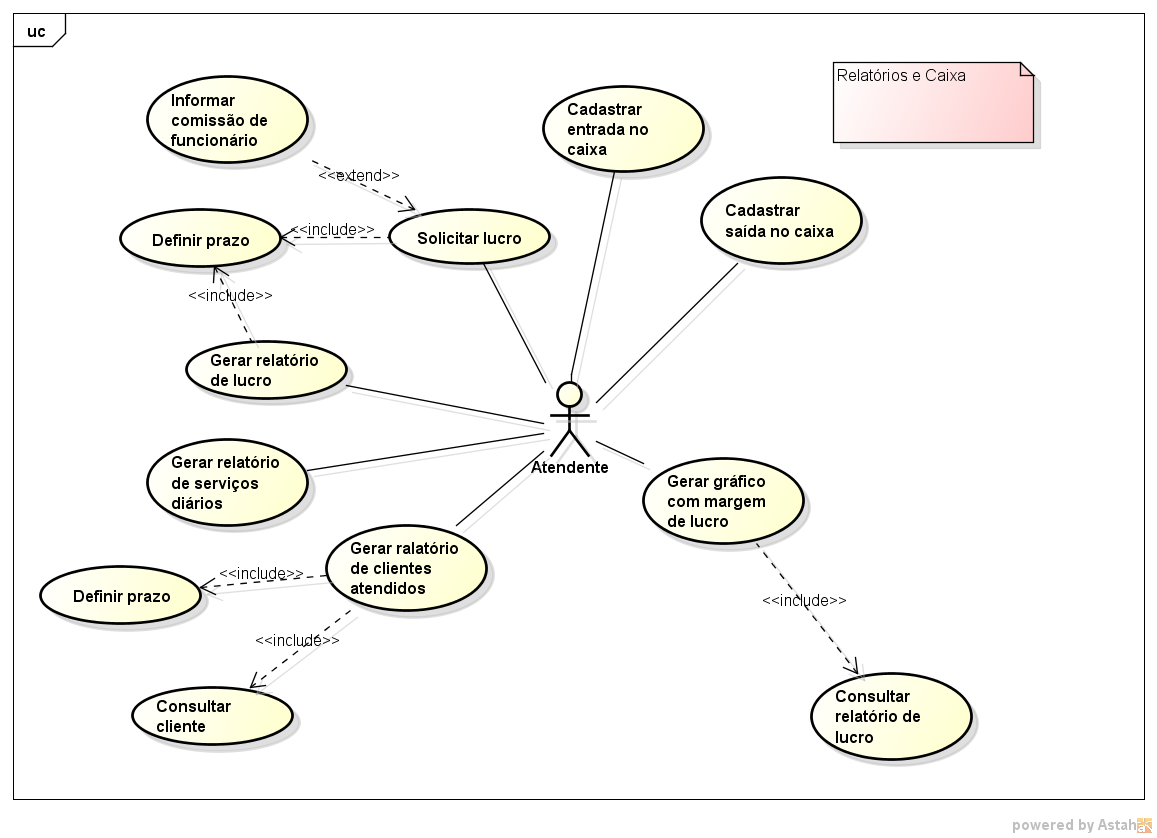 uc
Relatórios e Caixa
Informar
comissão de
funcionário
Cadastrar
entrada no
caixa
<<extend>>
Cadastrar
saída no caixa
Definir prazo
<<include>>
Solicitar lucro
<<include>>
Gerar relatório
de lucro
Atendente
Gerar relatório
de serviços
diários
Gerar gráfico
com margem
de lucro
Gerar ralatório
de clientes
atendidos
<<include>>
Definir prazo
<<include>>
<<include>>
Consultar
cliente
Consultar
relatório de
lucro
powered by Astah